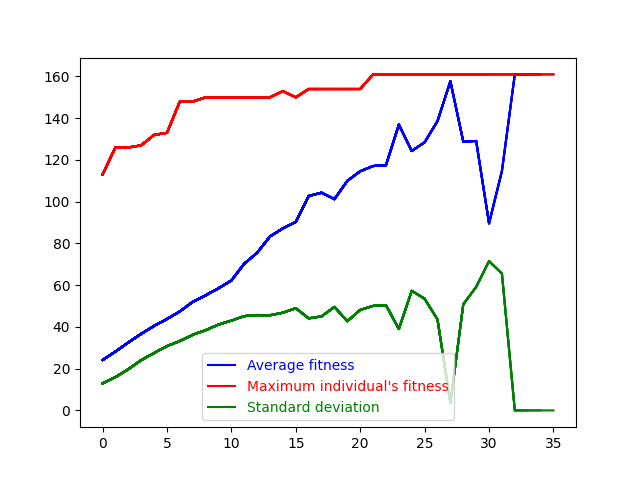 160
140
120
100
80
60
40
20
0
Average fitness
Maximum individual's fitness
Standard deviation
0 5 10 15 20 25 30 35